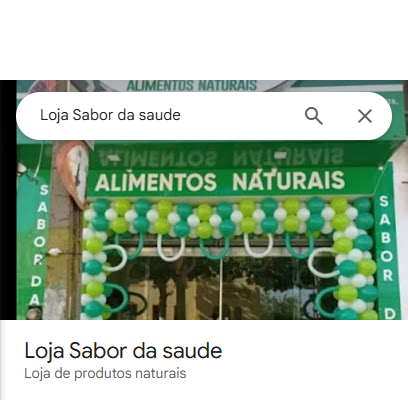 ALIMENTOS NATURAIS
Loja Sabor da saude
ALIMENTOS NATURAIS
ALIMENTOS NATURAIS
SABOR DA
SABOR D
Loja Sabor da saude
Loja de produtos naturais